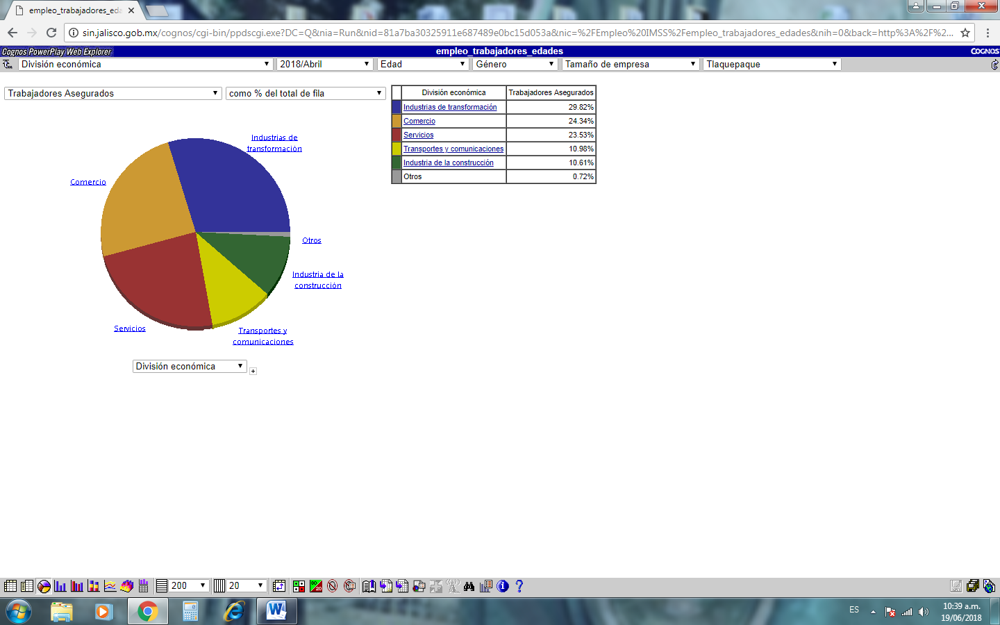 empleo_trabajadores_eda
sin.jalisco.gob.mx/cognos/cgi-bin/ppdscgi.exe?DC=Q&nia=Run&nid=81a7ba30325911e687489e0bc15d053a&nic=%2FEmpleo%20IMSS%2Fempleo_trabajadores_edades&nih=0&back=http%3A%2F%2...
Cognos PowerPlay Web Explorer
empleo_trabajadores_edades
COGNOS
División económica
2018/Abril
Edad
Género
Tamaño de empresa
Tlaquepaque
Trabajadores Asegurados
como % del total de fila
División económica Trabajadores Asegurados
Industrias de transformación 29.82%
Comercio 24.34%
Servicios 23.53%
Transportes y comunicaciones 10.98%
Industria de la construcción 10.61%
Otros 0.72%
Industrias de
transformación
Comercio
Otros
Industria de la
construcción
Servicios
Transportes y
comunicaciones
División económica
200
20
ES
10:39 a.m.
19/06/2018